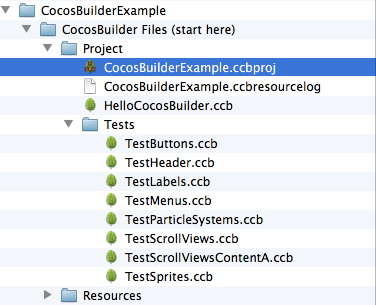 CocosBuilderExample
CocosBuilder Files (start here)
Project
CocosBuilderExample.ccbproj
CocosBuilderExample.ccbresourcelog
HelloCocosBuilder.ccb
Tests
TestButtons.ccb
TestHeader.ccb
TestLabels.ccb
TestMenus.ccb
TestParticleSystems.ccb
TestScrollViews.ccb
TestScrollViewsContentA.ccb
TestSprites.ccb
Resources